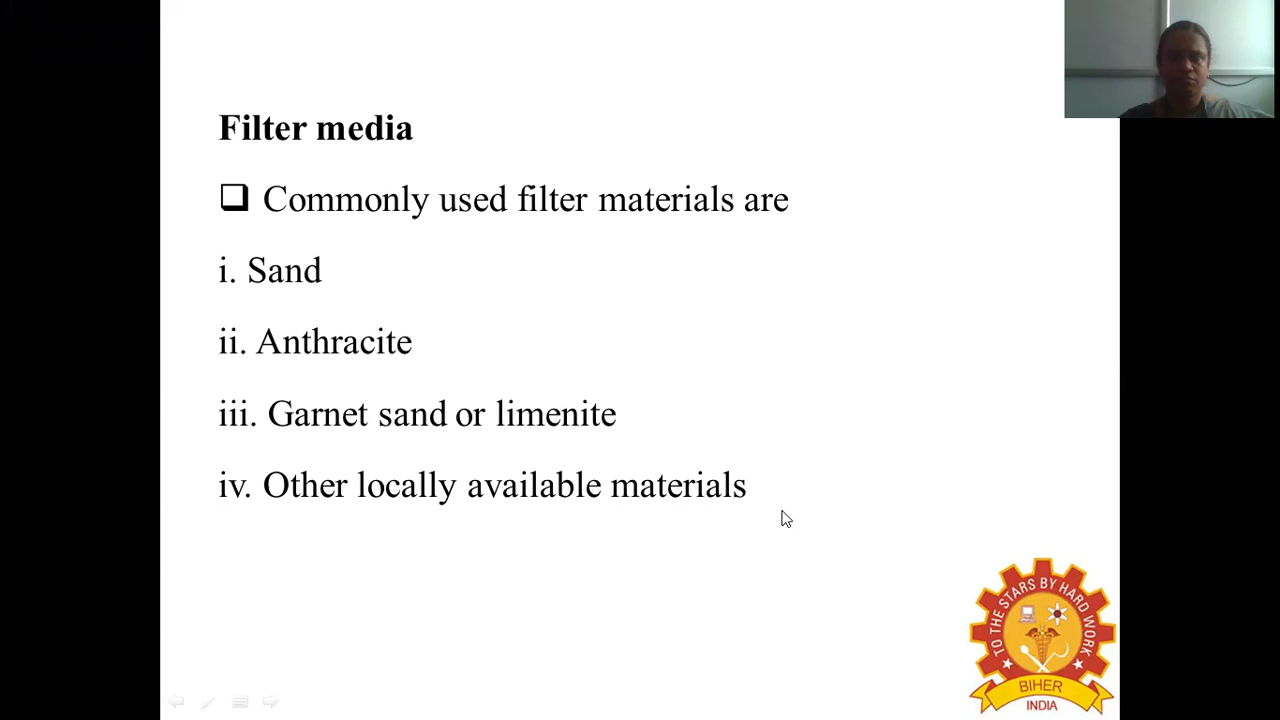 Filter media
❑ Commonly used filter materials are
i. Sand
ii. Anthracite
iii. Garnet sand or limenite
iv. Other locally available materials
TO THE STARS BY HARD WORK
BIHER
INDIA